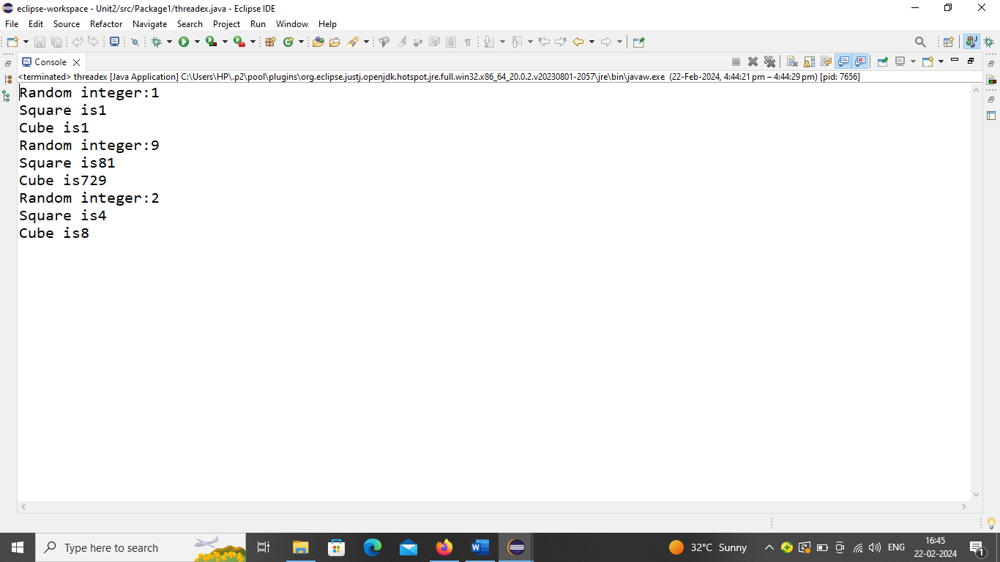 eclipse-workspace - Unit2/src/Package1/threadex.java - Eclipse IDE
File Edit Source Refactor Navigate Search Project Run Window Help
Console
<terminated> threadex [Java Application] C:\Users\HP\.p2\pool\plugins\org.eclipse.justj.openjdk.hotspot.jre.full.win32.x86_64_20.0.2.v20230801-2057\jre\bin\javaw.exe (22-Feb-2024, 4:44:21 pm – 4:44:29 pm) [pid: 7656]
Random integer:1
Square is1
Cube is1
Random integer:9
Square is81
Cube is729
Random integer:2
Square is4
Cube is8
Type here to search
32°C Sunny
ENG
16:45
22-02-2024
1